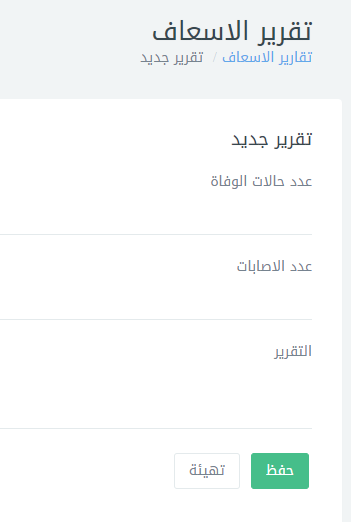 تقرير الاسعاف
تقارير الاسعاف / تقرير جديد
تقرير جديد
عدد حالات الوفاة
عدد الاصابات
التقرير
حفظ تهيئة